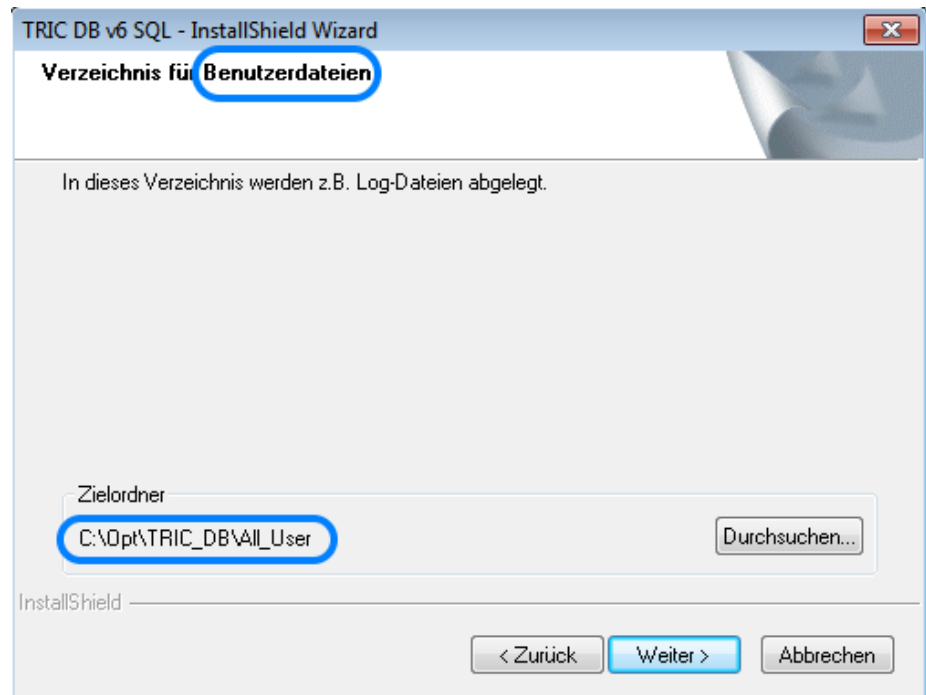 TRIC DB v6 SQL - InstallShield Wizard
Verzeichnis für Benutzerdateien
In dieses Verzeichnis werden z.B. Log-Dateien abgelegt.
Zielordner
C:\Opt\TRIC_DB\All_User
Durchsuchen...
InstallShield
< Zurück Weiter > Abbrechen